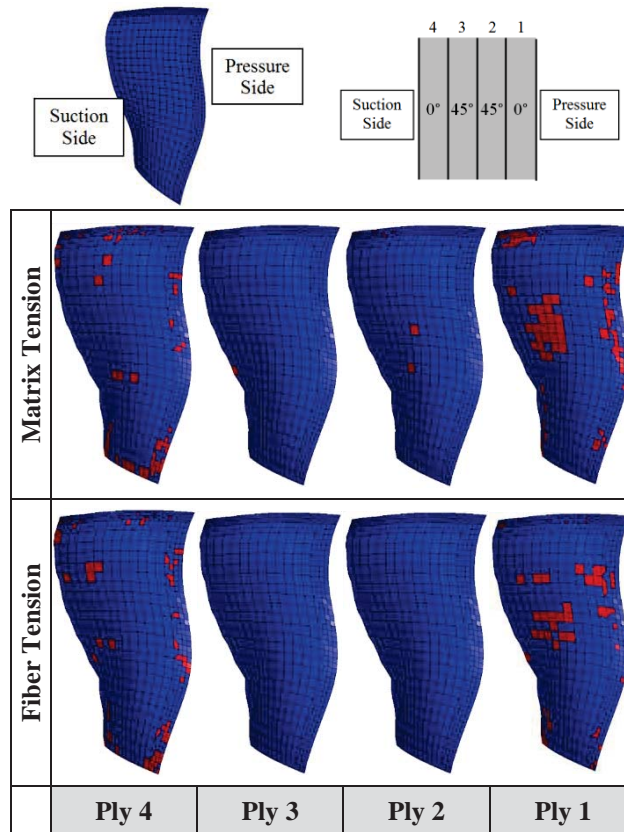 4 3 2 1
Pressure
Side
Suction
Side
Suction
Side
0° 45° 45° 0°
Pressure
Side
Matrix Tension
Fiber Tension
Ply 4 Ply 3 Ply 2 Ply 1